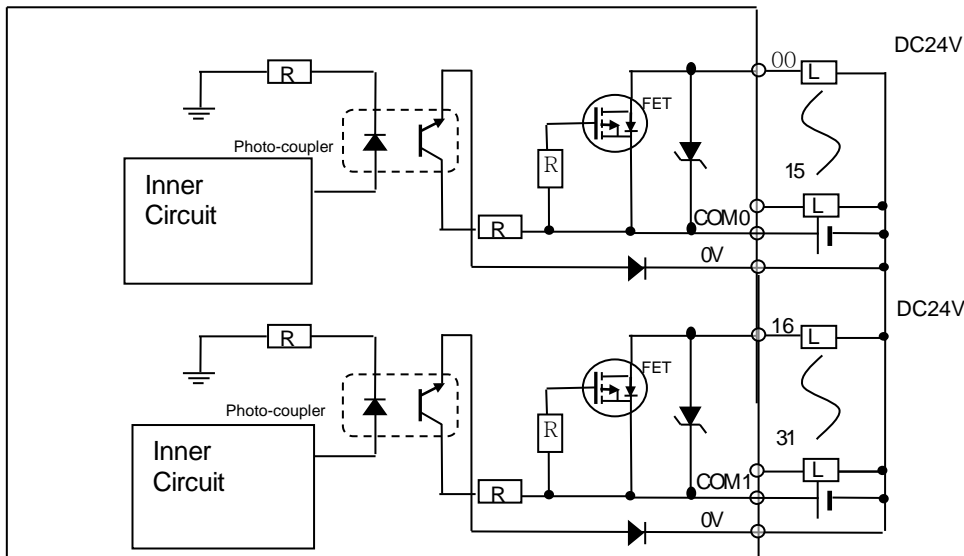 DC24V
00
L
R
FET
Photo-coupler
R
15
Inner
Circuit
L
COM0
R
0V
DC24V
16
L
R
FET
Photo-coupler
R
31
Inner
Circuit
L
COM1
R
0V